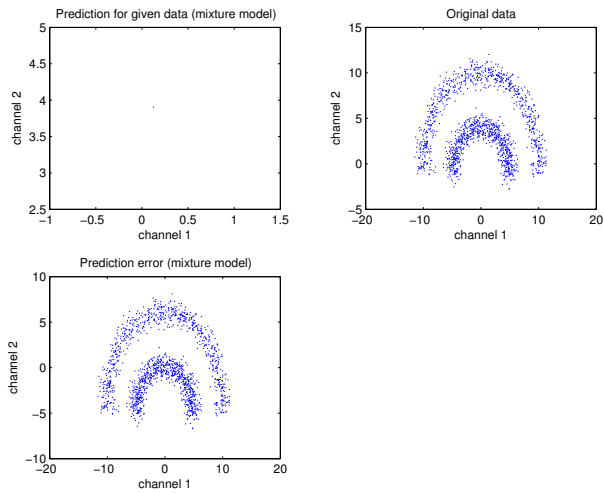 Prediction for given data (mixture model)
5
4.5
4
3.5
3
2.5
−1 −0.5 0 0.5 1 1.5
channel 2
channel 1
Original data
15
10
5
0
−5
−20 −10 0 10 20
channel 2
channel 1
Prediction error (mixture model)
10
5
0
−5
−10
−20 −10 0 10 20
channel 2
channel 1